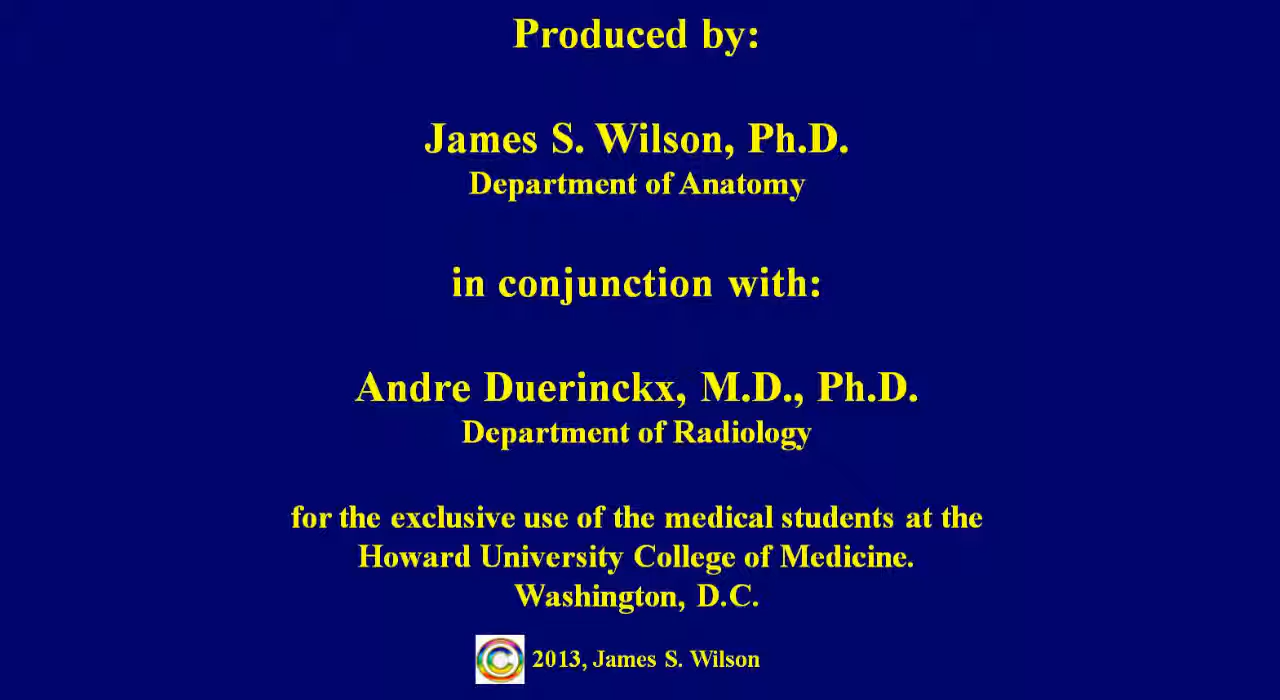 Produced by:
James S. Wilson, Ph.D.
Department of Anatomy
in conjunction with:
Andre Duerinckx, M.D., Ph.D.
Department of Radiology
for the exclusive use of the medical students at the
Howard University College of Medicine.
Washington, D.C.
© 2013, James S. Wilson